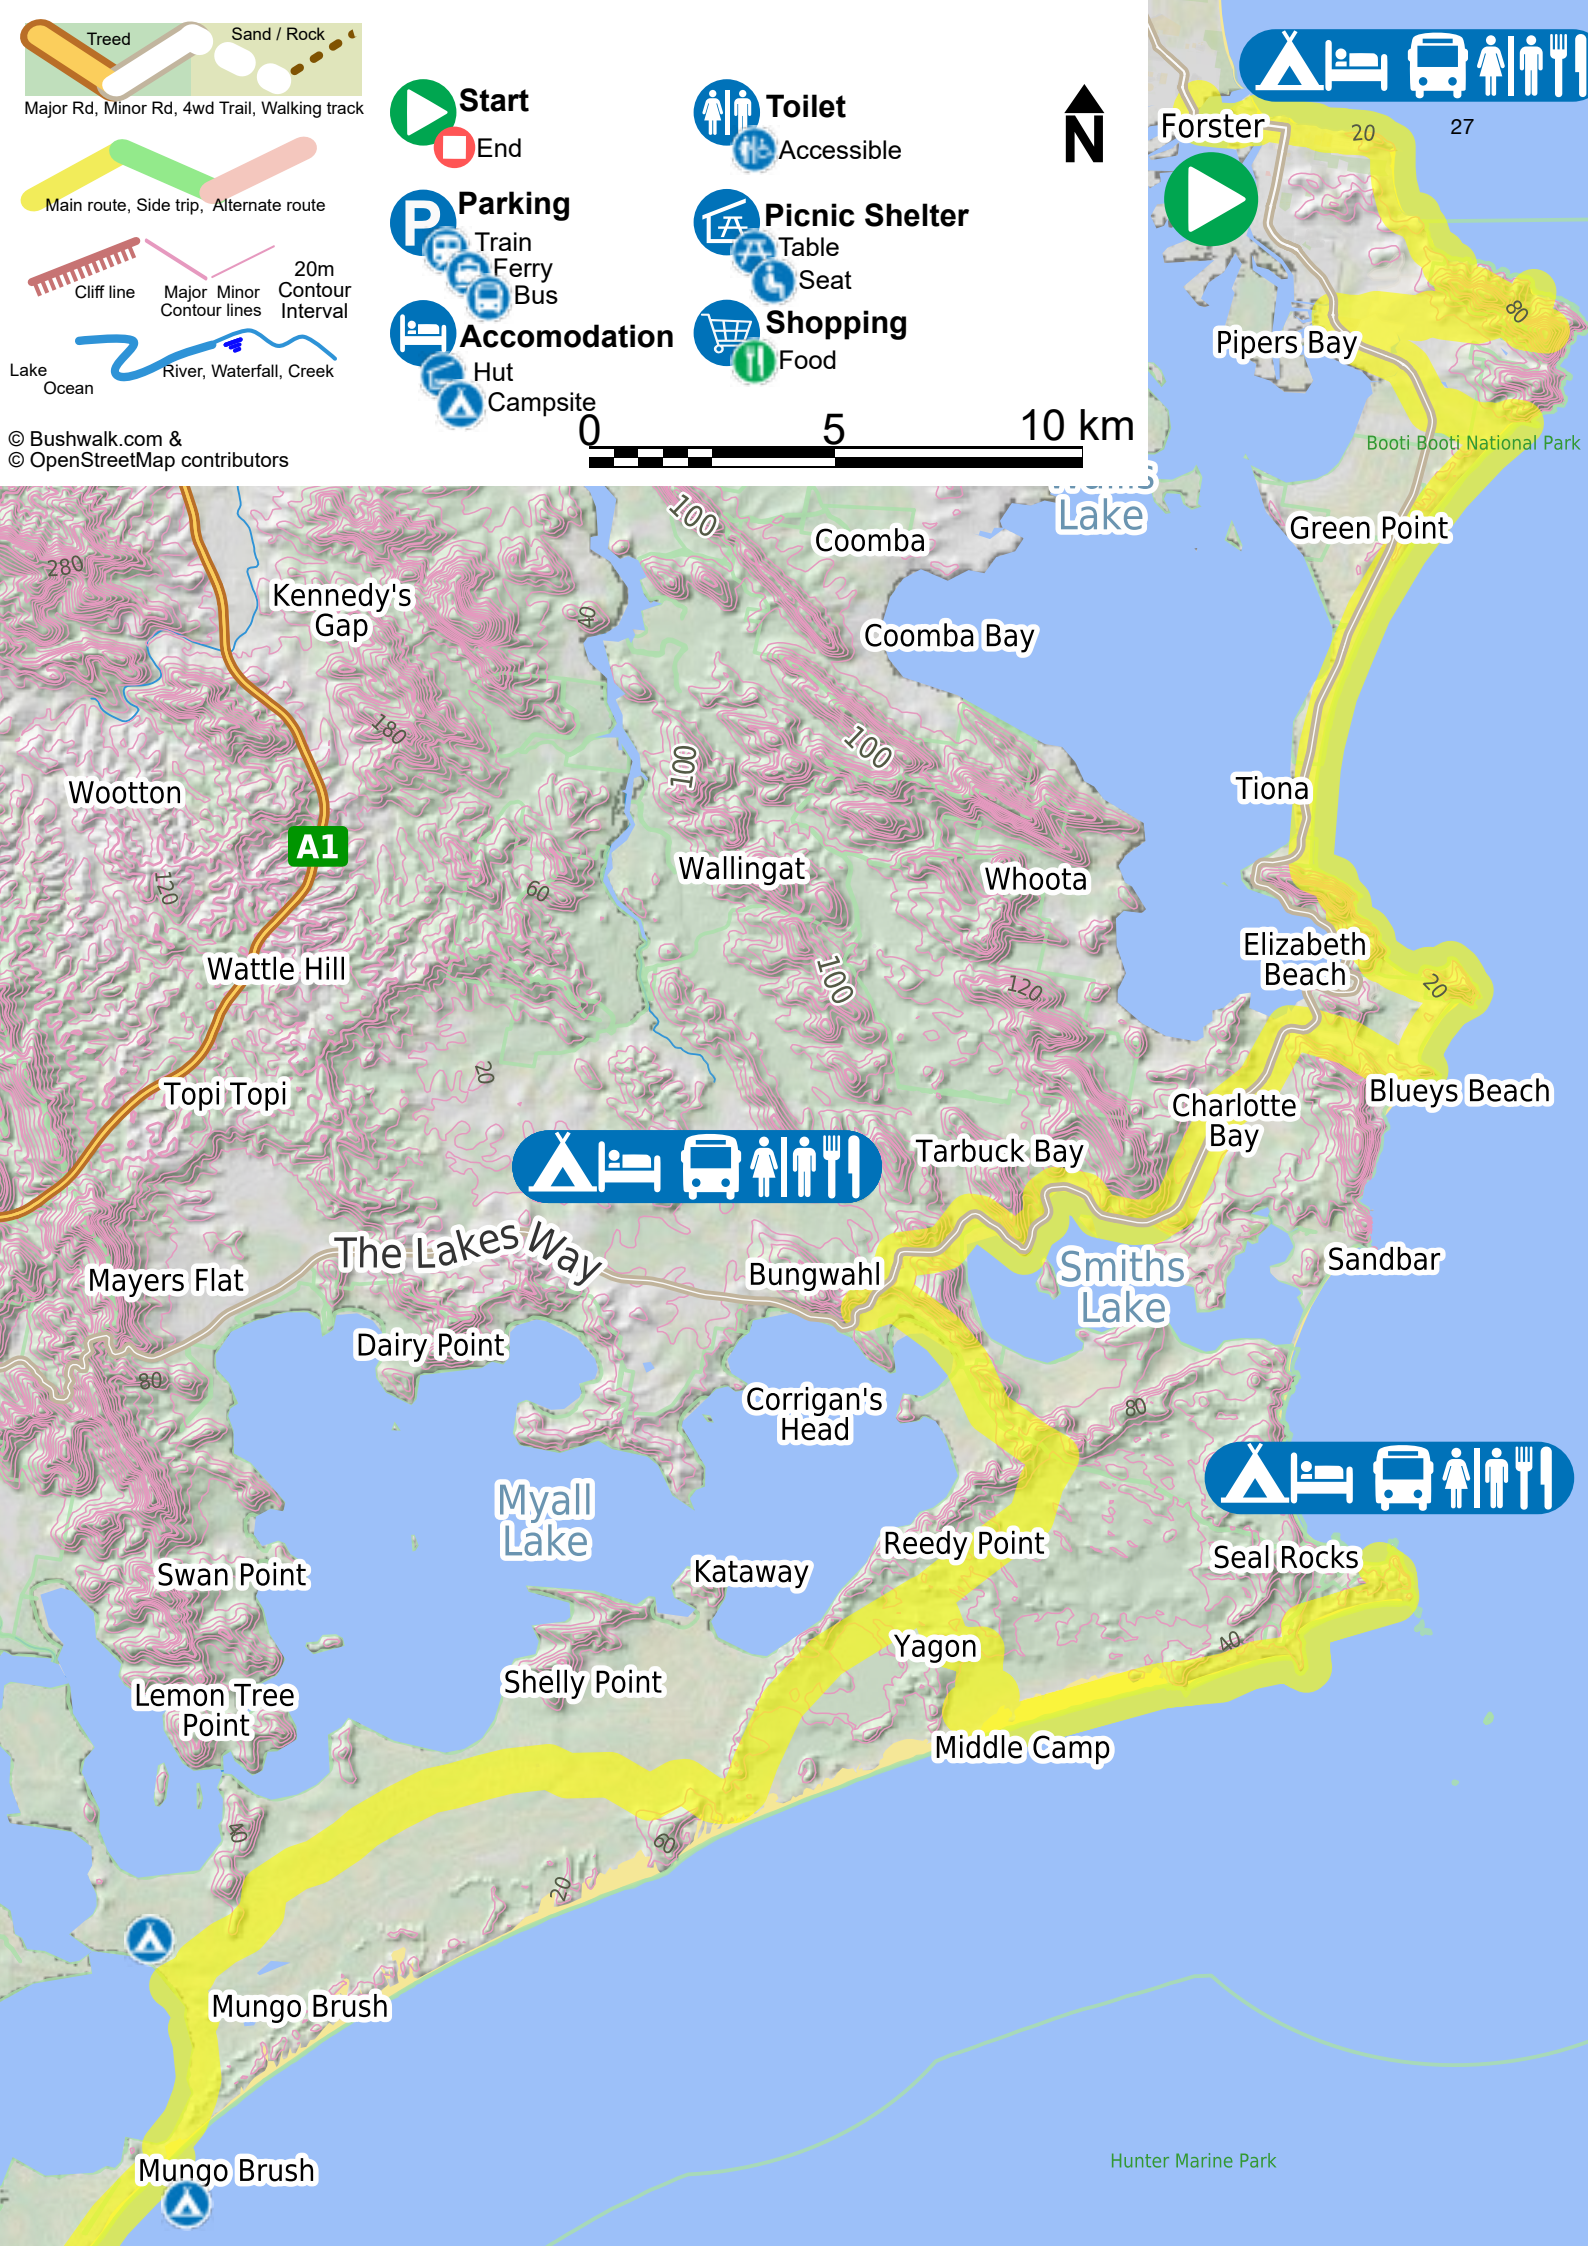 Treed
Sand / Rock
Major Rd, Minor Rd, 4wd Trail, Walking track
Main route, Side trip, Alternate route
Cliff line
Major Minor
Contour lines
20m
Contour
Interval
Lake
Ocean
River, Waterfall, Creek
© Bushwalk.com &
© OpenStreetMap contributors
Start
End
P
Parking
Train
Ferry
Bus
Accomodation
Hut
Campsite
Toilet
Accessible
Picnic Shelter
Table
Seat
Shopping
Food
N
0 5 10 km
Forster
20
27
Pipers Bay
80
Booti Booti National Park
Lake
Green Point
100
Coomba
280
Kennedy's
Gap
40
Coomba Bay
180
100
100
Tiona
Wootton
A1
120
60
Wallingat
Whoota
Elizabeth
Beach
20
Wattle Hill
100
120
20
Topi Topi
Blueys Beach
Charlotte
Bay
Tarbuck Bay
The Lakes Way
Mayers Flat
Bungwahl
Smiths
Lake
Sandbar
Dairy Point
80
Corrigan's
Head
80
Myall
Lake
Reedy Point
Seal Rocks
Swan Point
Kataway
Yagon
40
Shelly Point
Lemon Tree
Point
Middle Camp
40
60
20
Mungo Brush
Mungo Brush
Hunter Marine Park